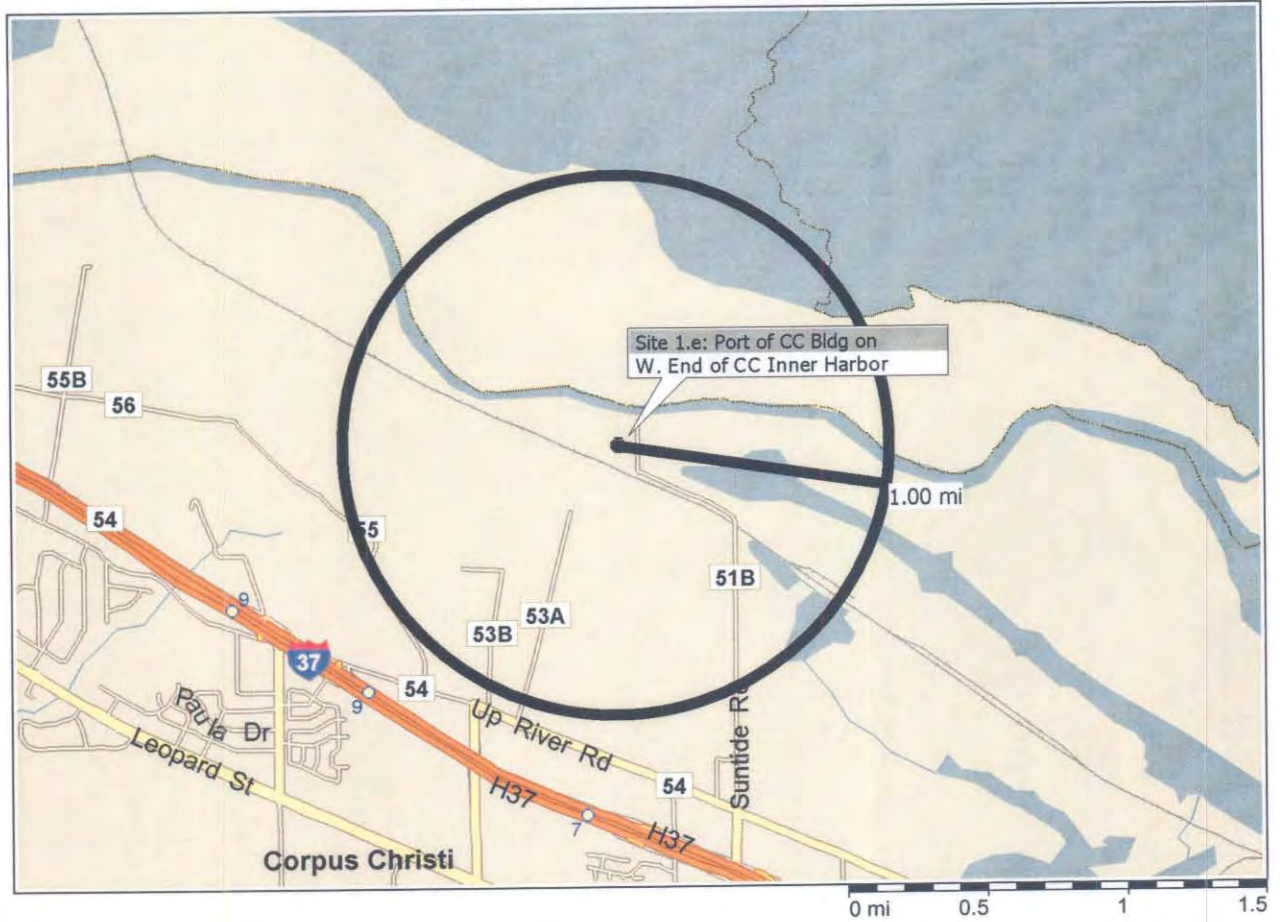 Site 1.e: Port of CC Bldg on
W. End of CC Inner Harbor
55B
56
1.00 mi
54
55
51B
9
53A
53B
37
54
9
Paula Dr
Up River Rd
Leopard St
Suntide Rd
54
H37
7
H37
Corpus Christi
0 mi 0.5 1 1.5